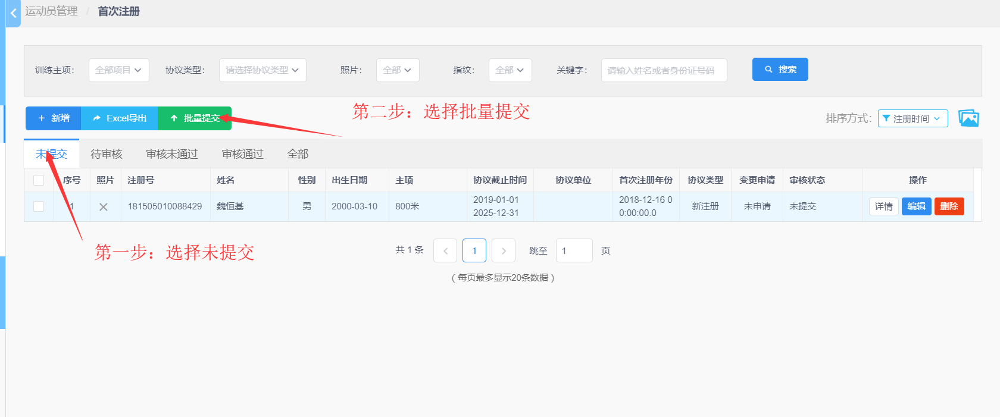 运动员管理 / 首次注册
训练主项： 全部项目 协议类型： 请选择协议类型 照片： 全部 指纹： 全部 关键字： 请输入姓名或者身份证号码 搜索
新增 Excel导出 批量提交 第二步：选择批量提交 排序方式： 注册时间
未提交 待审核 审核未通过 审核通过 全部
序号 照片 注册号 姓名 性别 出生日期 主项 协议截止时间 协议单位 首次注册年份 协议类型 变更申请 审核状态 操作
1 181505010088429 魏恒基 男 2000-03-10 800米 2019-01-01 2018-12-16 0 新注册 未申请 未提交 详情 编辑 删除
2025-12-31 0:00:00.0
第一步：选择未提交
共 1 条 1 跳至 1 页
（每页最多显示20条数据）